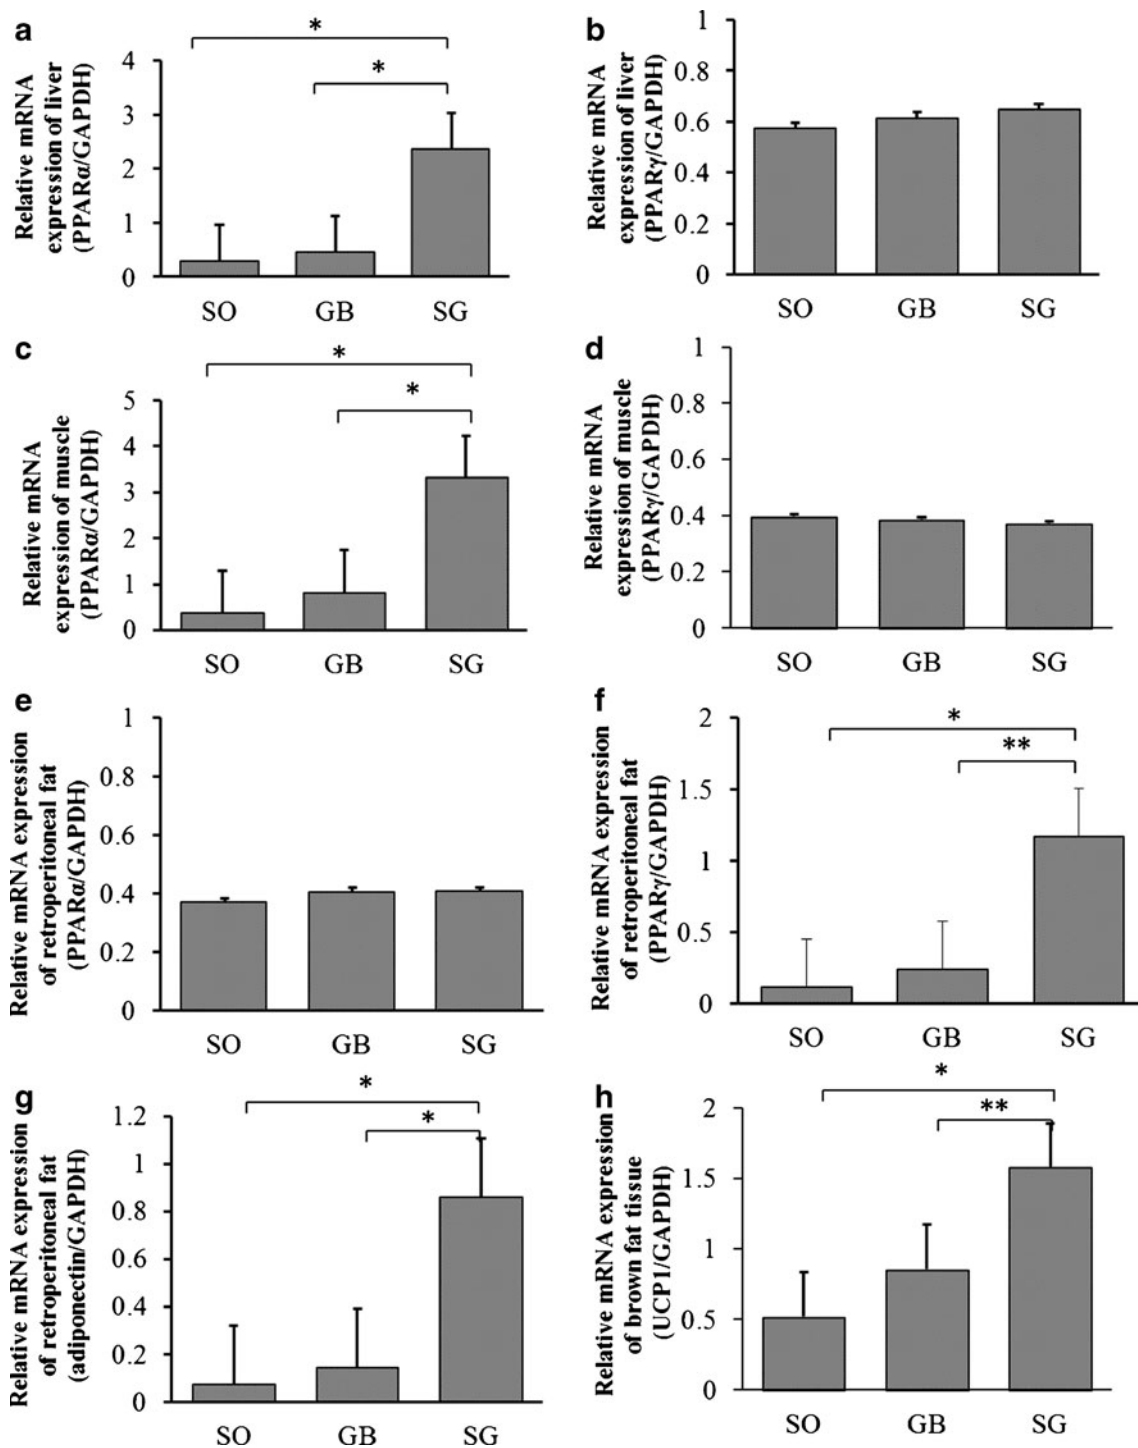 a
*
*
Relative mRNA
expression of liver
(PPARα/GAPDH)
4
3
2
1
0
SO GB SG
b
Relative mRNA
expression of liver
(PPARγ/GAPDH)
1
0.8
0.6
0.4
0.2
0
SO GB SG
c
*
*
Relative mRNA
expression of muscle
(PPARα/GAPDH)
5
4
3
2
1
0
SO GB SG
d
Relative mRNA
expression of muscle
(PPARγ/GAPDH)
1
0.8
0.6
0.4
0.2
0
SO GB SG
e
Relative mRNA expression
of retroperitoneal fat
(PPARα/GAPDH)
1
0.8
0.6
0.4
0.2
0
SO GB SG
f
*
**
Relative mRNA expression
of retroperitoneal fat
(PPARγ/GAPDH)
2
1.5
1
0.5
0
SO GB SG
g
*
*
Relative mRNA expression
of retroperitoneal fat
(adiponectin/GAPDH)
1.2
1
0.8
0.6
0.4
0.2
0
SO GB SG
h
*
**
Relative mRNA expression
of brown fat tissue
(UCP1/GAPDH)
2
1.5
1
0.5
0
SO GB SG